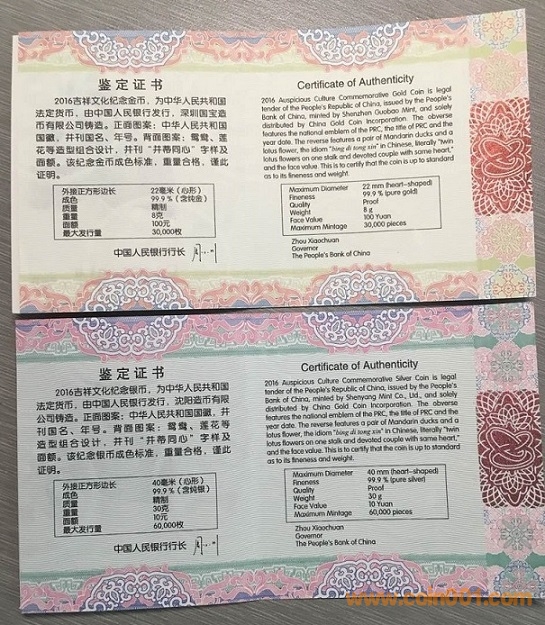 鉴定证书
2016吉祥文化纪念金币，为中华人民共和国
法定货币，由中国人民银行发行，深圳国宝造
币有限公司铸造。正面图案：中华人民共和国国
徽，并刊国名、年号。背面图案：鸳鸯、莲
花等造型组合设计，并刊“并蒂同心”字样及
面额。该纪念金币成色标准，重量合格，谨此
证明。
外接正方形边长 22毫米（心形）
成色 99.9％（含纯金）
质量 精制
重量 8克
面额 100元
最大发行量 30,000枚
中国人民银行行长
Certificate of Authenticity
2016 Auspicious Culture Commemorative Gold Coin is legal
tender of the People's Republic of China, issued by the People's
Bank of China, minted by Shenzhen Guobao Mint, and solely
distributed by China Gold Coin Incorporation. The obverse
features the national emblem of the PRC, the title of PRC and the
year date. The reverse features a pair of Mandarin ducks and a
lotus flower, the idiom "bing di tong xin" in Chinese, literally "twin
lotus flowers on one stalk and devoted couple with same heart,"
and the face value. This is to certify that the coin is up to standard
as to its fineness and weight.
Maximum Diameter 22 mm (heart-shaped)
Fineness 99.9 % (pure gold)
Quality Proof
Weight 8 g
Face Value 100 Yuan
Maximum Mintage 30,000 pieces
Zhou Xiaochuan
Governor
The People's Bank of China
鉴定证书
2016吉祥文化纪念银币，为中华人民共和国
法定货币，由中国人民银行发行，沈阳造币有
限公司铸造。正面图案：中华人民共和国国徽，并
刊国名、年号。背面图案：鸳鸯、莲花等
造型组合设计，并刊“并蒂同心”字样及
面额。该纪念银币成色标准，重量合格，谨此
证明。
外接正方形边长 40毫米（心形）
成色 99.9％（含纯银）
质量 精制
重量 30克
面额 10元
最大发行量 60,000枚
中国人民银行行长
Certificate of Authenticity
2016 Auspicious Culture Commemorative Silver Coin is legal
tender of the People's Republic of China, issued by the People's
Bank of China, minted by Shenyang Mint Co., Ltd., and solely
distributed by China Gold Coin Incorporation. The obverse
features the national emblem of the PRC, the title of PRC and the
year date. The reverse features a pair of Mandarin ducks and a
lotus flower, the idiom "bing di tong xin" in Chinese, literally "twin
lotus flowers on one stalk and devoted couple with same heart,"
and the face value. This is to certify that the coin is up to standard
as to its fineness and weight.
Maximum Diameter 40 mm (heart-shaped)
Fineness 99.9 % (pure silver)
Quality Proof
Weight 30 g
Face Value 10 Yuan
Maximum Mintage 60,000 pieces
Zhou Xiaochuan
Governor
The People's Bank of China
www.coin001.com